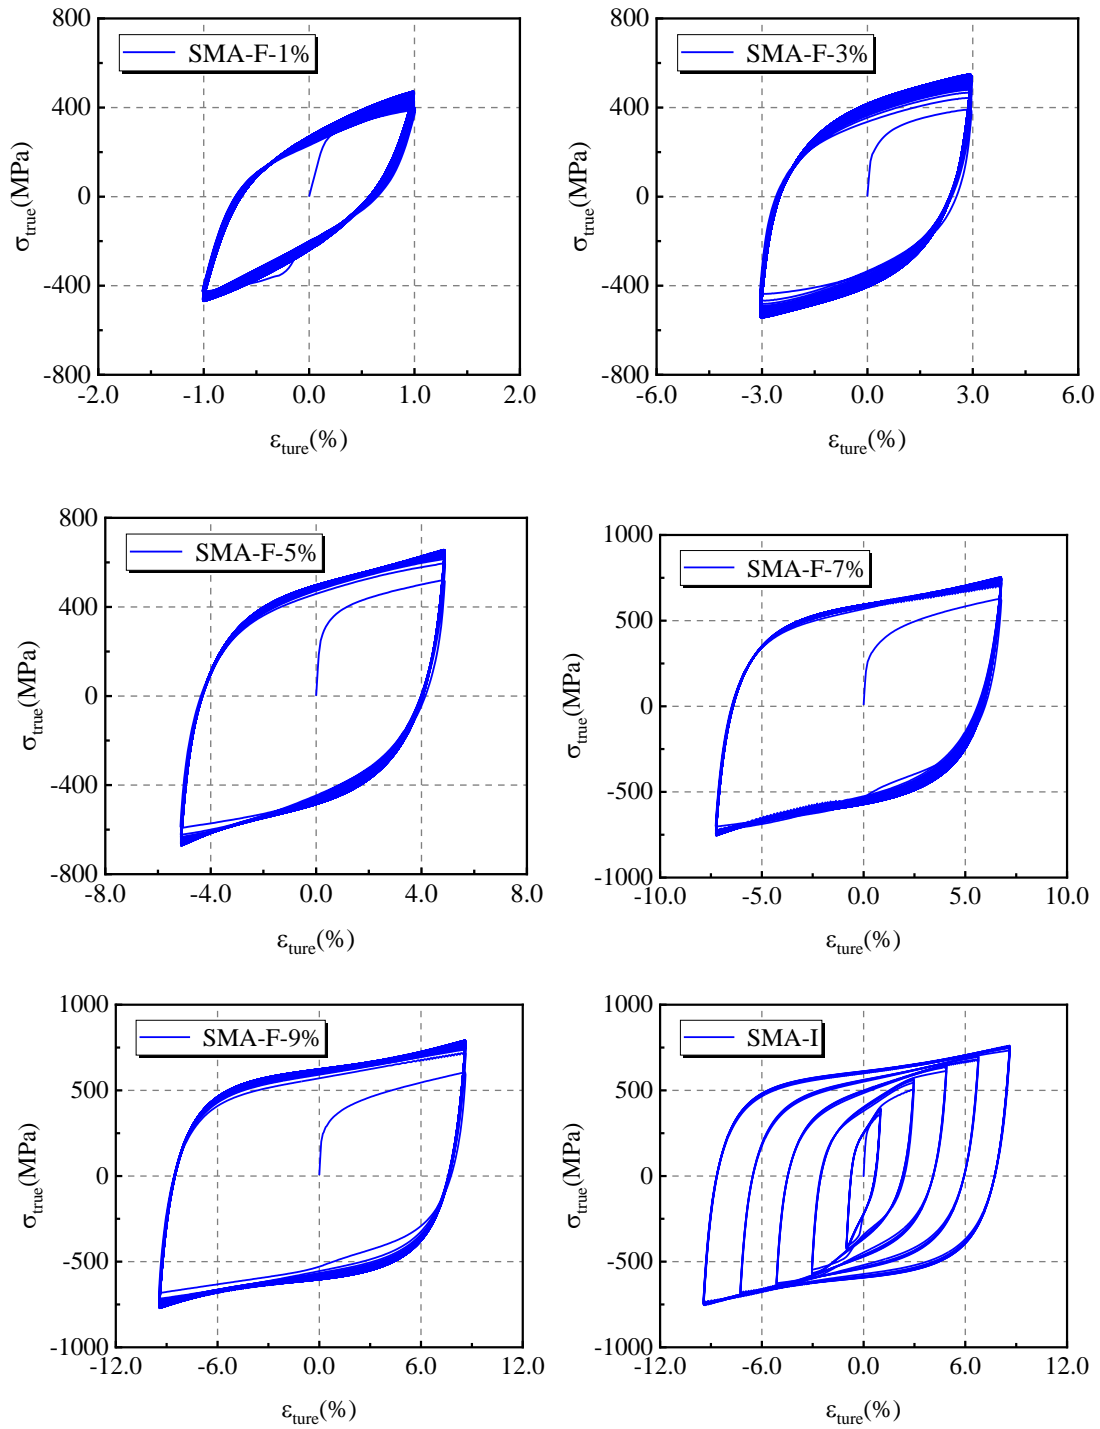 SMA-F-1%
800
400
0
-400
-800
-2.0 -1.0 0.0 1.0 2.0
σtrue(MPa)
εture(%)
SMA-F-3%
800
400
0
-400
-800
-6.0 -3.0 0.0 3.0 6.0
σtrue(MPa)
εture(%)
SMA-F-5%
800
400
0
-400
-800
-8.0 -4.0 0.0 4.0 8.0
σtrue(MPa)
εture(%)
SMA-F-7%
1000
500
0
-500
-1000
-10.0 -5.0 0.0 5.0 10.0
σtrue(MPa)
εture(%)
SMA-F-9%
1000
500
0
-500
-1000
-12.0 -6.0 0.0 6.0 12.0
σtrue(MPa)
εture(%)
SMA-I
1000
500
0
-500
-1000
-12.0 -6.0 0.0 6.0 12.0
σtrue(MPa)
εture(%)